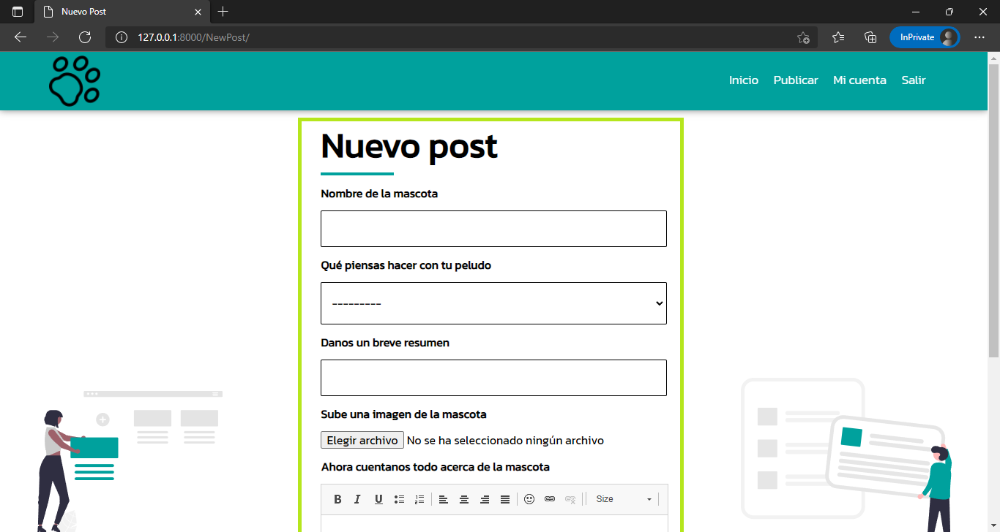 Nuevo Post
127.0.0.1:8000/NewPost/
InPrivate
Inicio Publicar Mi cuenta Salir
Nuevo post
Nombre de la mascota
Qué piensas hacer con tu peludo
---------
Danos un breve resumen
Sube una imagen de la mascota
Elegir archivo No se ha seleccionado ningún archivo
Ahora cuentanos todo acerca de la mascota
B I U Size